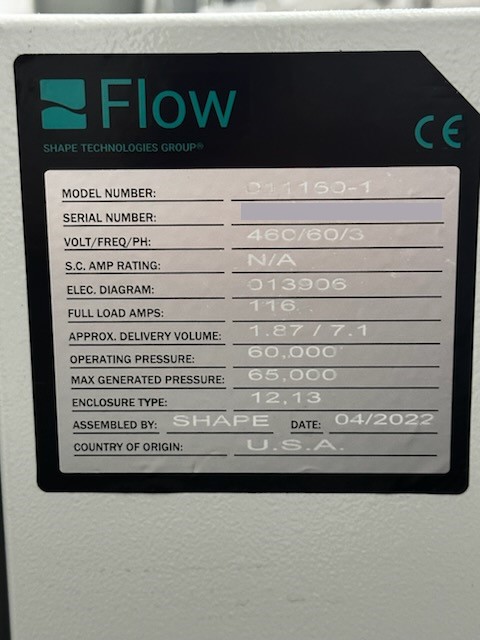 Flow
CE
SHAPE TECHNOLOGIES GROUP®
MODEL NUMBER: 011160-1
SERIAL NUMBER:
VOLT/FREQ/PH: 460/60/3
S.C. AMP RATING: N/A
ELEC. DIAGRAM: 013906
FULL LOAD AMPS: 116
APPROX. DELIVERY VOLUME: 1.87 / 7.1
OPERATING PRESSURE: 60,000
MAX GENERATED PRESSURE: 65,000
ENCLOSURE TYPE: 12,13
ASSEMBLED BY: SHAPE DATE: 04/2022
COUNTRY OF ORIGIN: U.S.A.